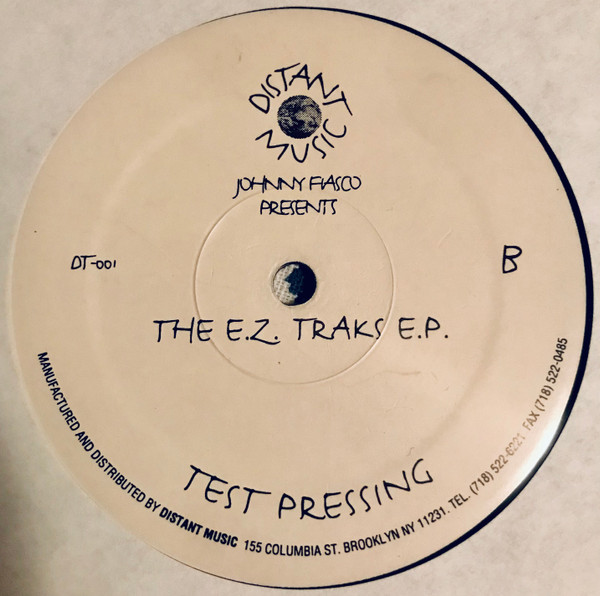 DISTANT
MUSIC
JOHNNY FIASCO
PRESENTS
DT-001
B
THE E.Z. TRAKS E.P.
TEST PRESSING
MANUFACTURED AND DISTRIBUTED BY DISTANT MUSIC 155 COLUMBIA ST. BROOKLYN NY 11231. TEL. (718) 522-6221 FAX (718) 522-0485